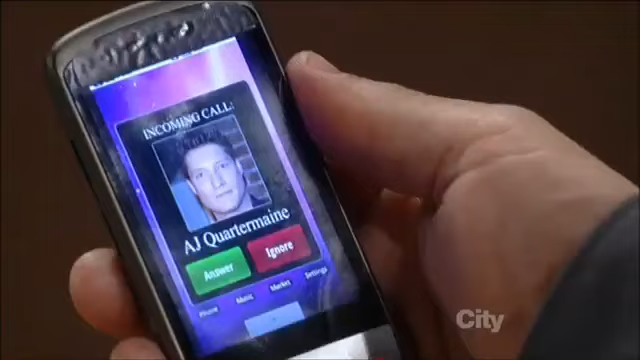 INCOMING CALL:
AJ Quartermaine
Answer
Ignore
Phone Music Market Settings
City